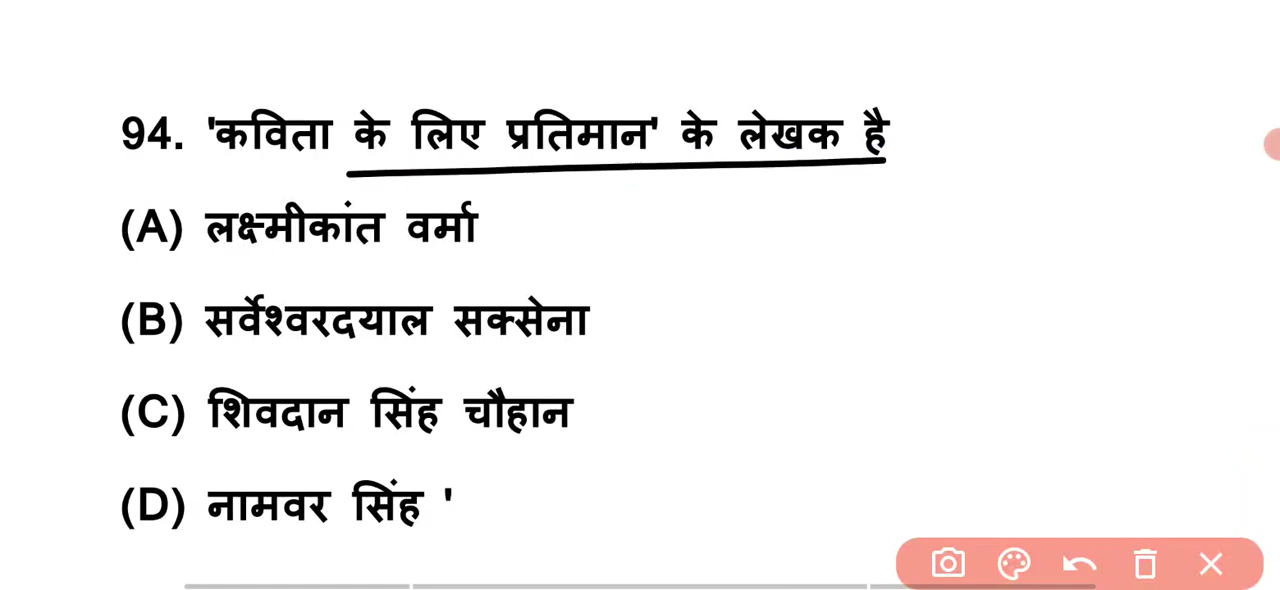 94. 'कविता के लिए प्रतिमान' के लेखक है
(A) लक्ष्मीकांत वर्मा
(B) सर्वेश्वरदयाल सक्सेना
(C) शिवदान सिंह चौहान
(D) नामवर सिंह '